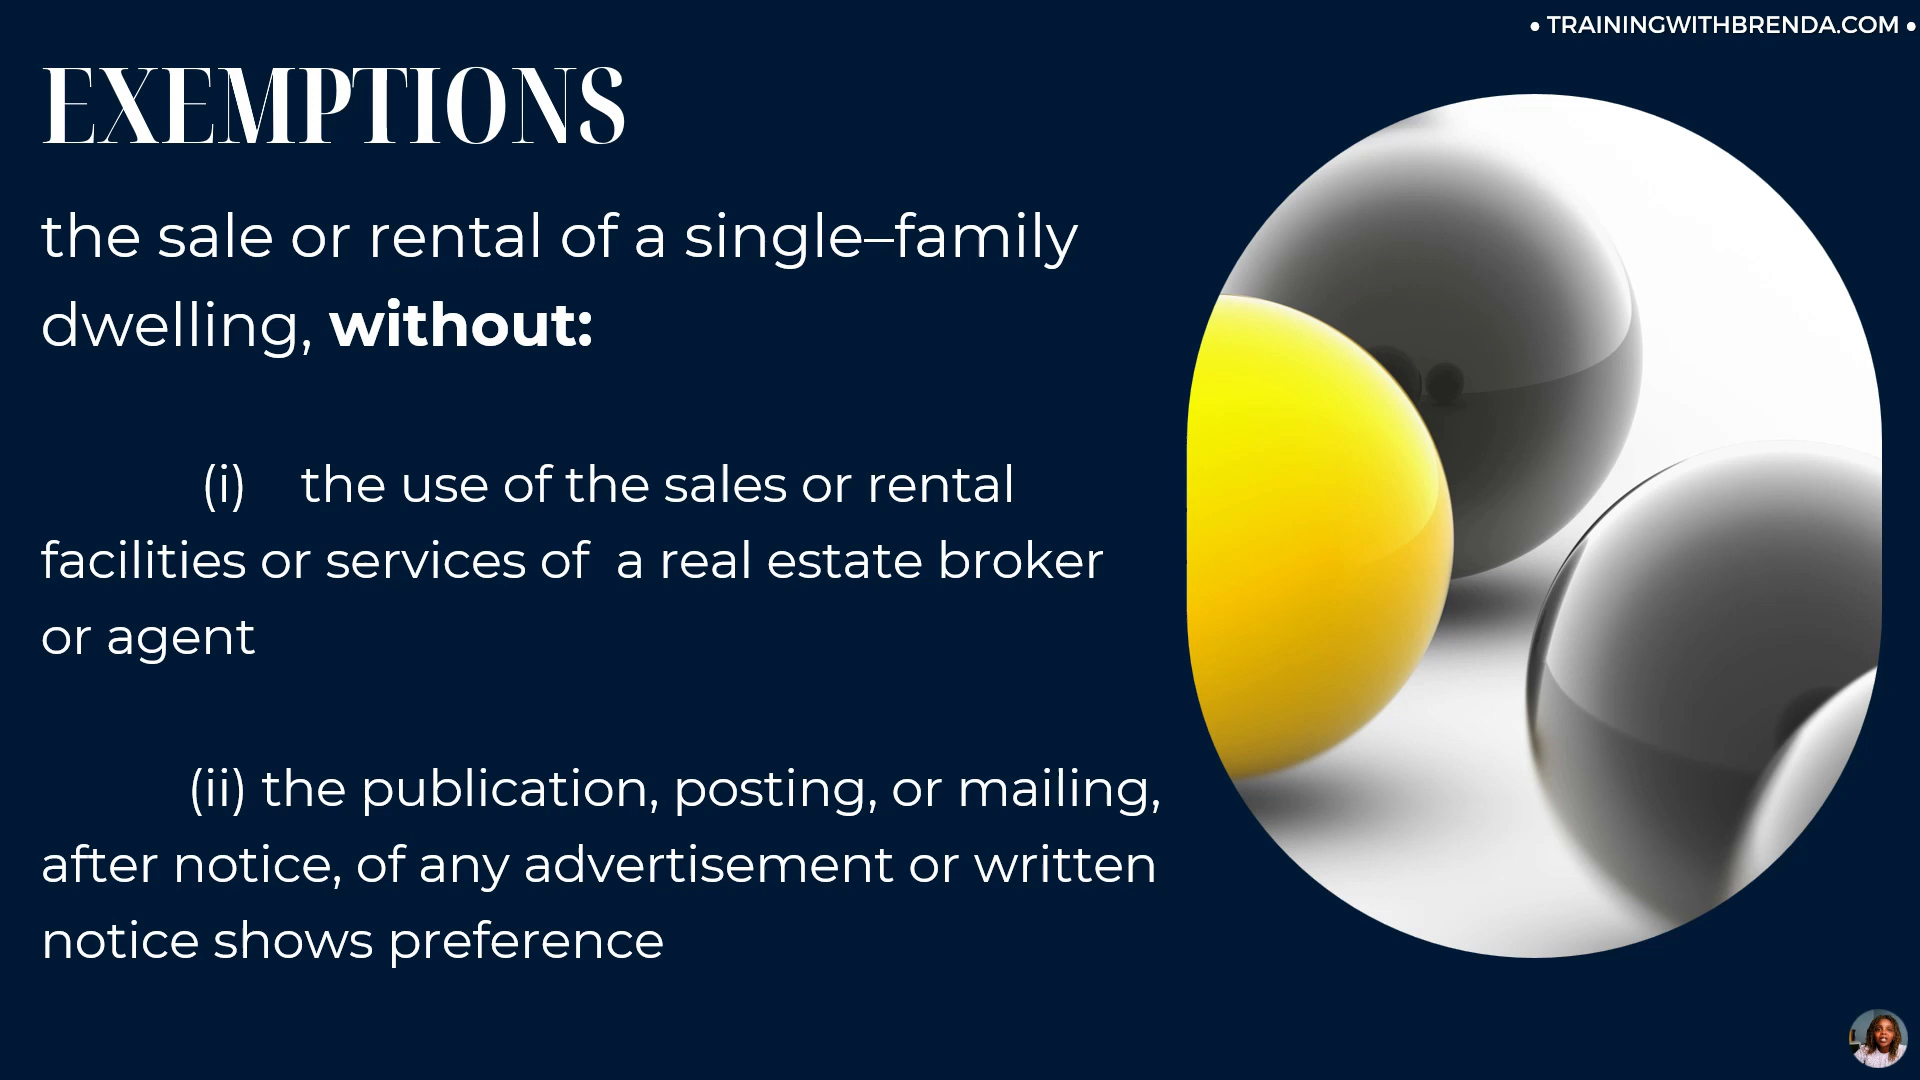 • TRAININGWITHBRENDA.COM •
EXEMPTIONS
the sale or rental of a single–family
dwelling, without:
(i) the use of the sales or rental
facilities or services of a real estate broker
or agent
(ii) the publication, posting, or mailing,
after notice, of any advertisement or written
notice shows preference